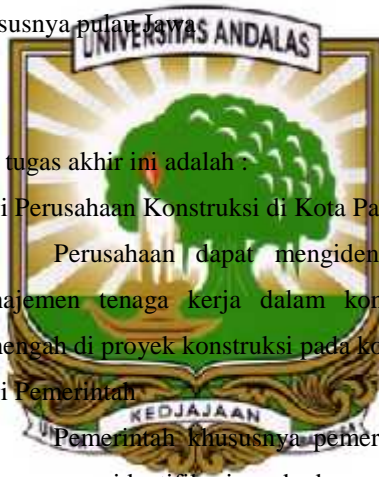 ususnya pulau Jawa
UNIVERSITAS ANDALAS
tugas akhir ini adalah :
i Perusahaan Konstruksi di Kota Pa
Perusahaan dapat mengiden
najemen tenaga kerja dalam kon
nengah di proyek konstruksi pada ko
i Pemerintah
KEDJAJAAN
Pemerintah khususnya pemer